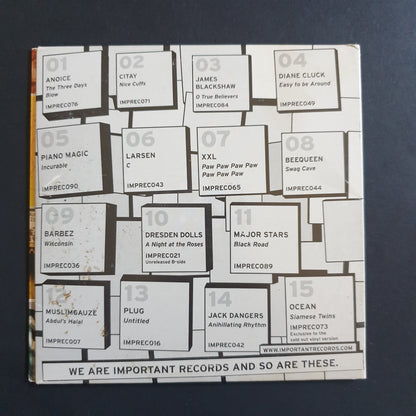 01
ANOICE
The Three Days
Blow
IMPREC076
02
CITAY
Nice Cuffs
IMPREC071
03
JAMES
BLACKSHAW
O True Believers
IMPREC084
04
DIANE CLUCK
Easy to be Around
IMPREC049
05
PIANO MAGIC
Incurable
IMPREC090
06
LARSEN
C
IMPREC043
07
XXL
Paw Paw Paw Paw
Paw Paw Paw
IMPREC065
08
BEEQUEEN
Swag Cave
IMPREC044
09
BARBEZ
Wisconsin
IMPREC036
10
DRESDEN DOLLS
A Night at the Roses
IMPREC021
Unreleased B-side
11
MAJOR STARS
Black Road
IMPREC089
12
MUSLIMGAUZE
Abdul's Halal
IMPREC007
13
PLUG
Untitled
IMPREC016
14
JACK DANGERS
Anihillating Rhythm
IMPREC042
15
OCEAN
Siamese Twins
IMPREC073
Exclusive to the
sold out vinyl version
WWW.IMPORTANTRECORDS.COM
WE ARE IMPORTANT RECORDS AND SO ARE THESE.